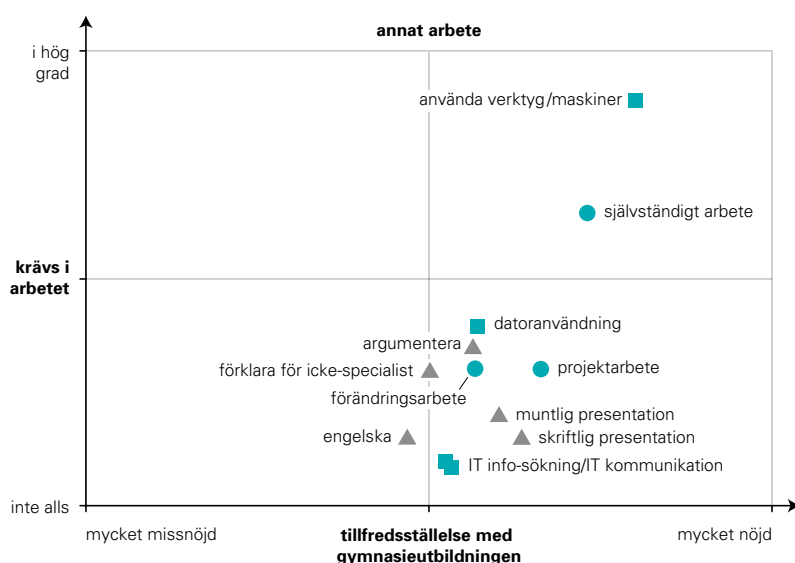 annat arbete
i hög
grad
använda verktyg/maskiner
självständigt arbete
krävs i
arbetet
datoranvändning
argumentera
förklara för icke-specialist
projektarbete
förändringsarbete
muntlig presentation
engelska
skriftlig presentation
IT info-sökning/IT kommunikation
inte alls
mycket missnöjd
tillfredsställelse med
gymnasieutbildningen
mycket nöjd